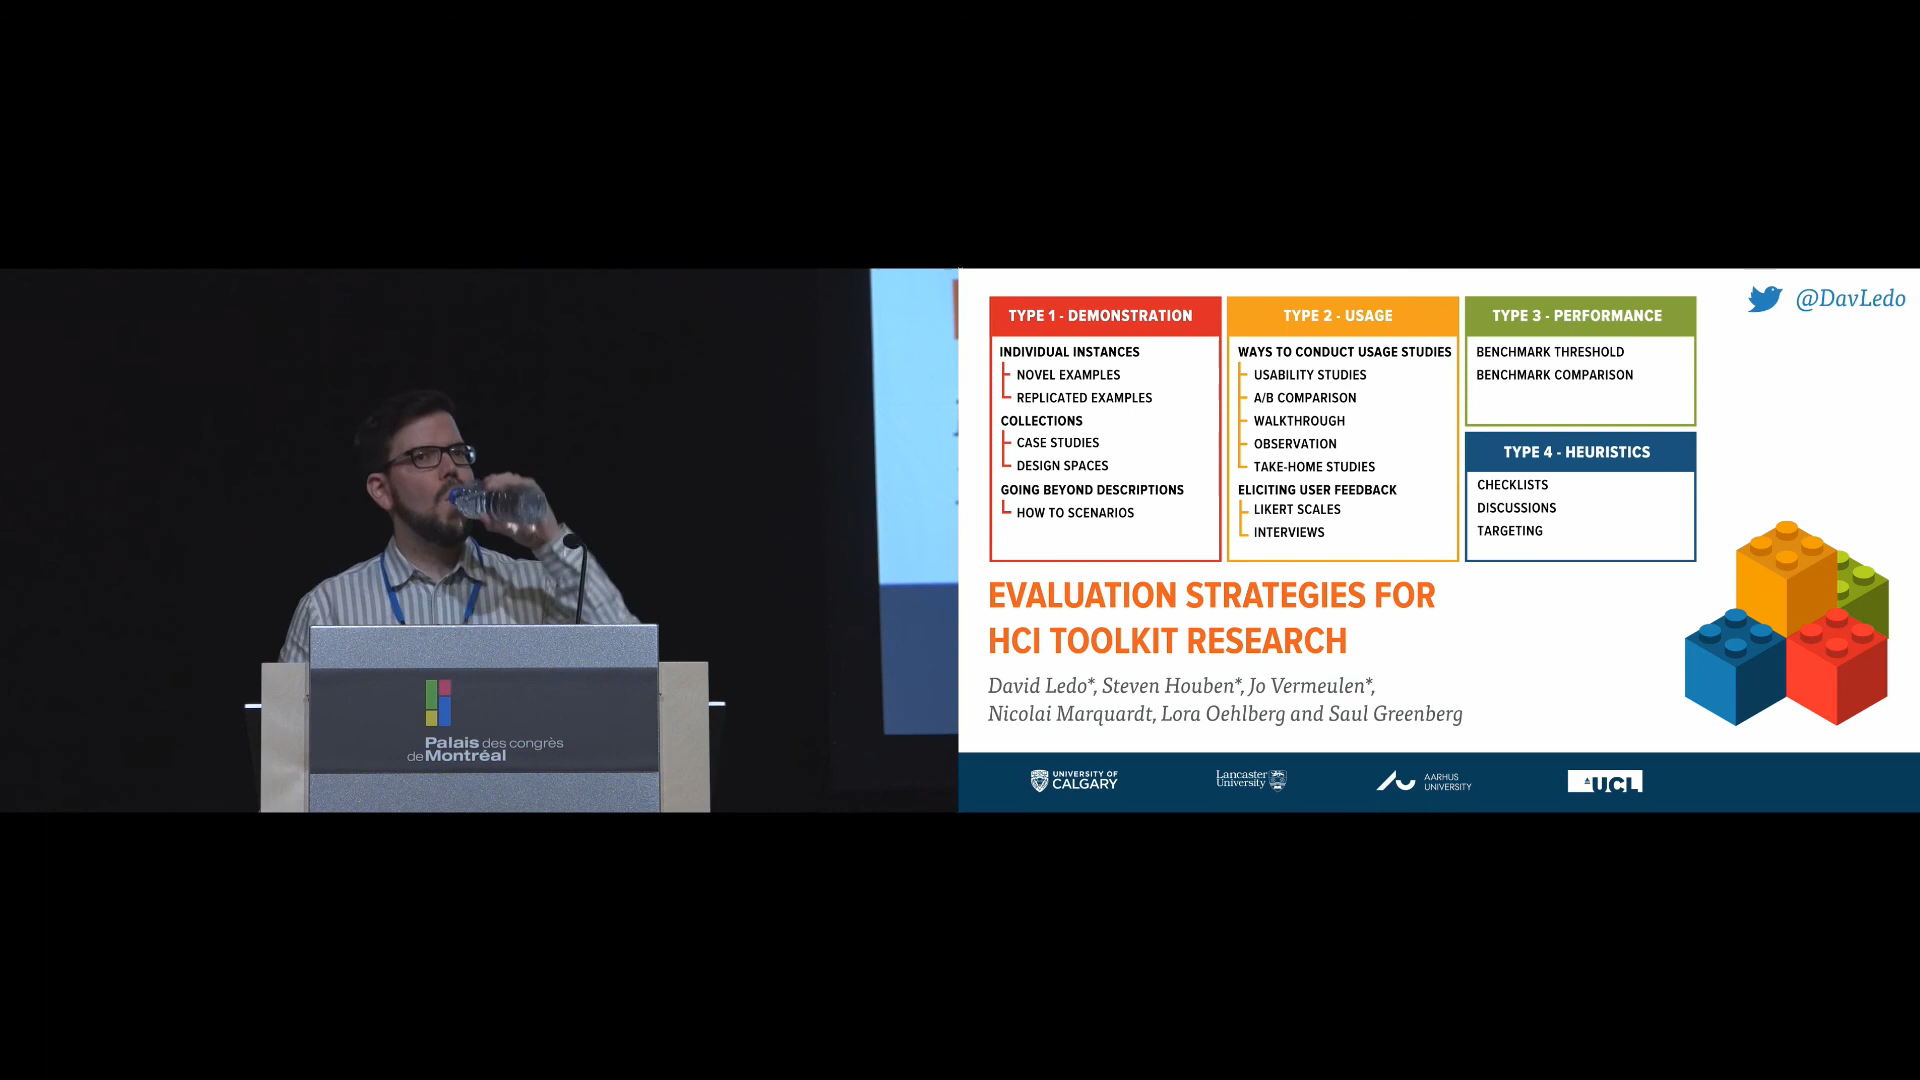 Palais des congrès
de Montréal
@DavLedo
TYPE 1 - DEMONSTRATION
INDIVIDUAL INSTANCES
NOVEL EXAMPLES
REPLICATED EXAMPLES
COLLECTIONS
CASE STUDIES
DESIGN SPACES
GOING BEYOND DESCRIPTIONS
HOW TO SCENARIOS
TYPE 2 - USAGE
WAYS TO CONDUCT USAGE STUDIES
USABILITY STUDIES
A/B COMPARISON
WALKTHROUGH
OBSERVATION
TAKE-HOME STUDIES
ELICITING USER FEEDBACK
LIKERT SCALES
INTERVIEWS
TYPE 3 - PERFORMANCE
BENCHMARK THRESHOLD
BENCHMARK COMPARISON
TYPE 4 - HEURISTICS
CHECKLISTS
DISCUSSIONS
TARGETING
EVALUATION STRATEGIES FOR
HCI TOOLKIT RESEARCH
David Ledo*, Steven Houben*, Jo Vermeulen*,
Nicolai Marquardt, Lora Oehlberg and Saul Greenberg
UNIVERSITY OF
CALGARY
Lancaster
University
AARHUS
UNIVERSITY
UCL